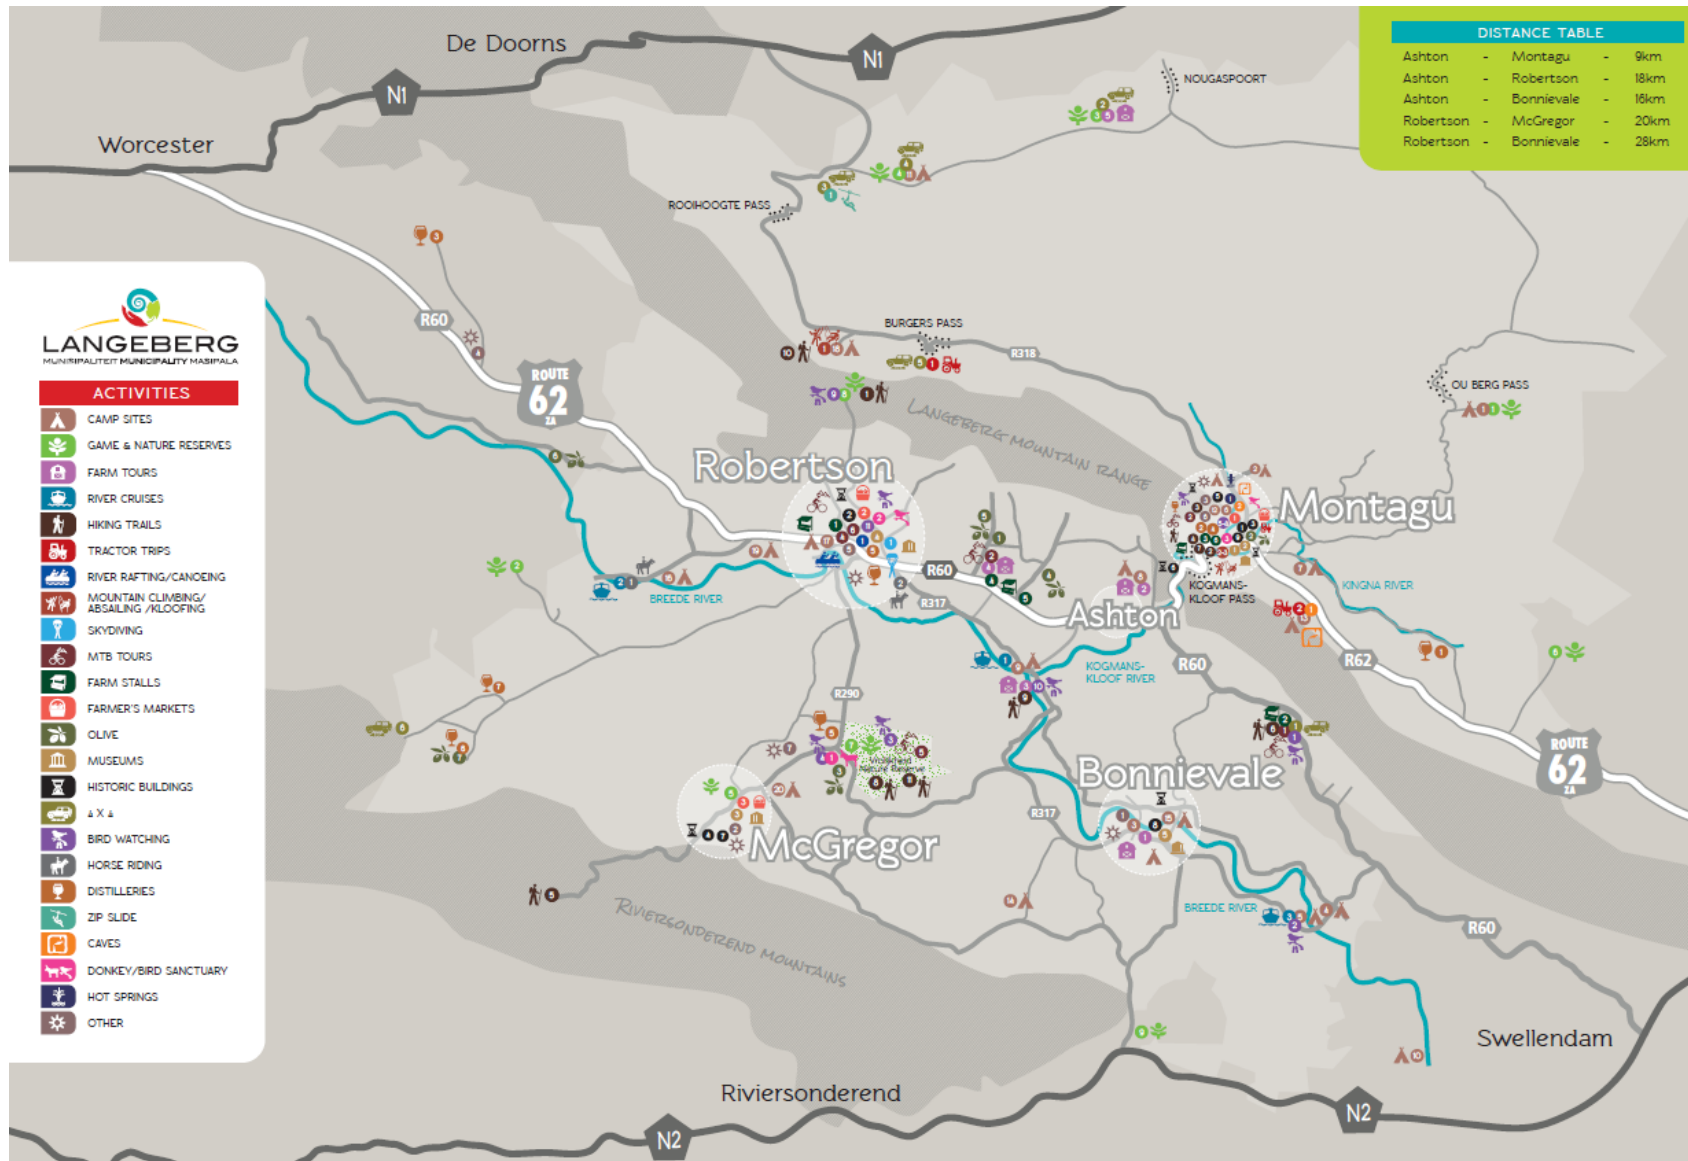 De Doorns
N1
N1
Worcester
DISTANCE TABLE
Ashton - Montagu - 9km
Ashton - Robertson - 18km
Ashton - Bonnievale - 16km
Robertson - McGregor - 20km
Robertson - Bonnievale - 28km
NOUGASPOORT
ROOIHOOGTE PASS
BURGERS PASS
R318
OU BERG PASS
R60
ROUTE
62
ZA
LANGEBERG
MUNISIPALITEIT MUNICIPALITY MASIPALA
ACTIVITIES
CAMP SITES
GAME & NATURE RESERVES
FARM TOURS
RIVER CRUISES
HIKING TRAILS
TRACTOR TRIPS
RIVER RAFTING/CANOEING
MOUNTAIN CLIMBING/
ABSAILING /KLOOFING
SKYDIVING
MTB TOURS
FARM STALLS
FARMER'S MARKETS
OLIVE
MUSEUMS
HISTORIC BUILDINGS
4 X 4
BIRD WATCHING
HORSE RIDING
DISTILLERIES
ZIP SLIDE
CAVES
DONKEY/BIRD SANCTUARY
HOT SPRINGS
OTHER
LANGEBERG MOUNTAIN RANGE
Robertson
Montagu
R60
R317
BREEDE RIVER
KOGMANS-
KLOOF PASS
KINGNA RIVER
Ashton
KOGMANS-
KLOOF RIVER
R60
R62
R290
Vrolijkheid
Nature Reserve
ROUTE
62
ZA
Bonnievale
R317
McGregor
RIVIERSONDEREND MOUNTAINS
BREEDE RIVER
R60
R60
Swellendam
Riviersonderend
N2
N2